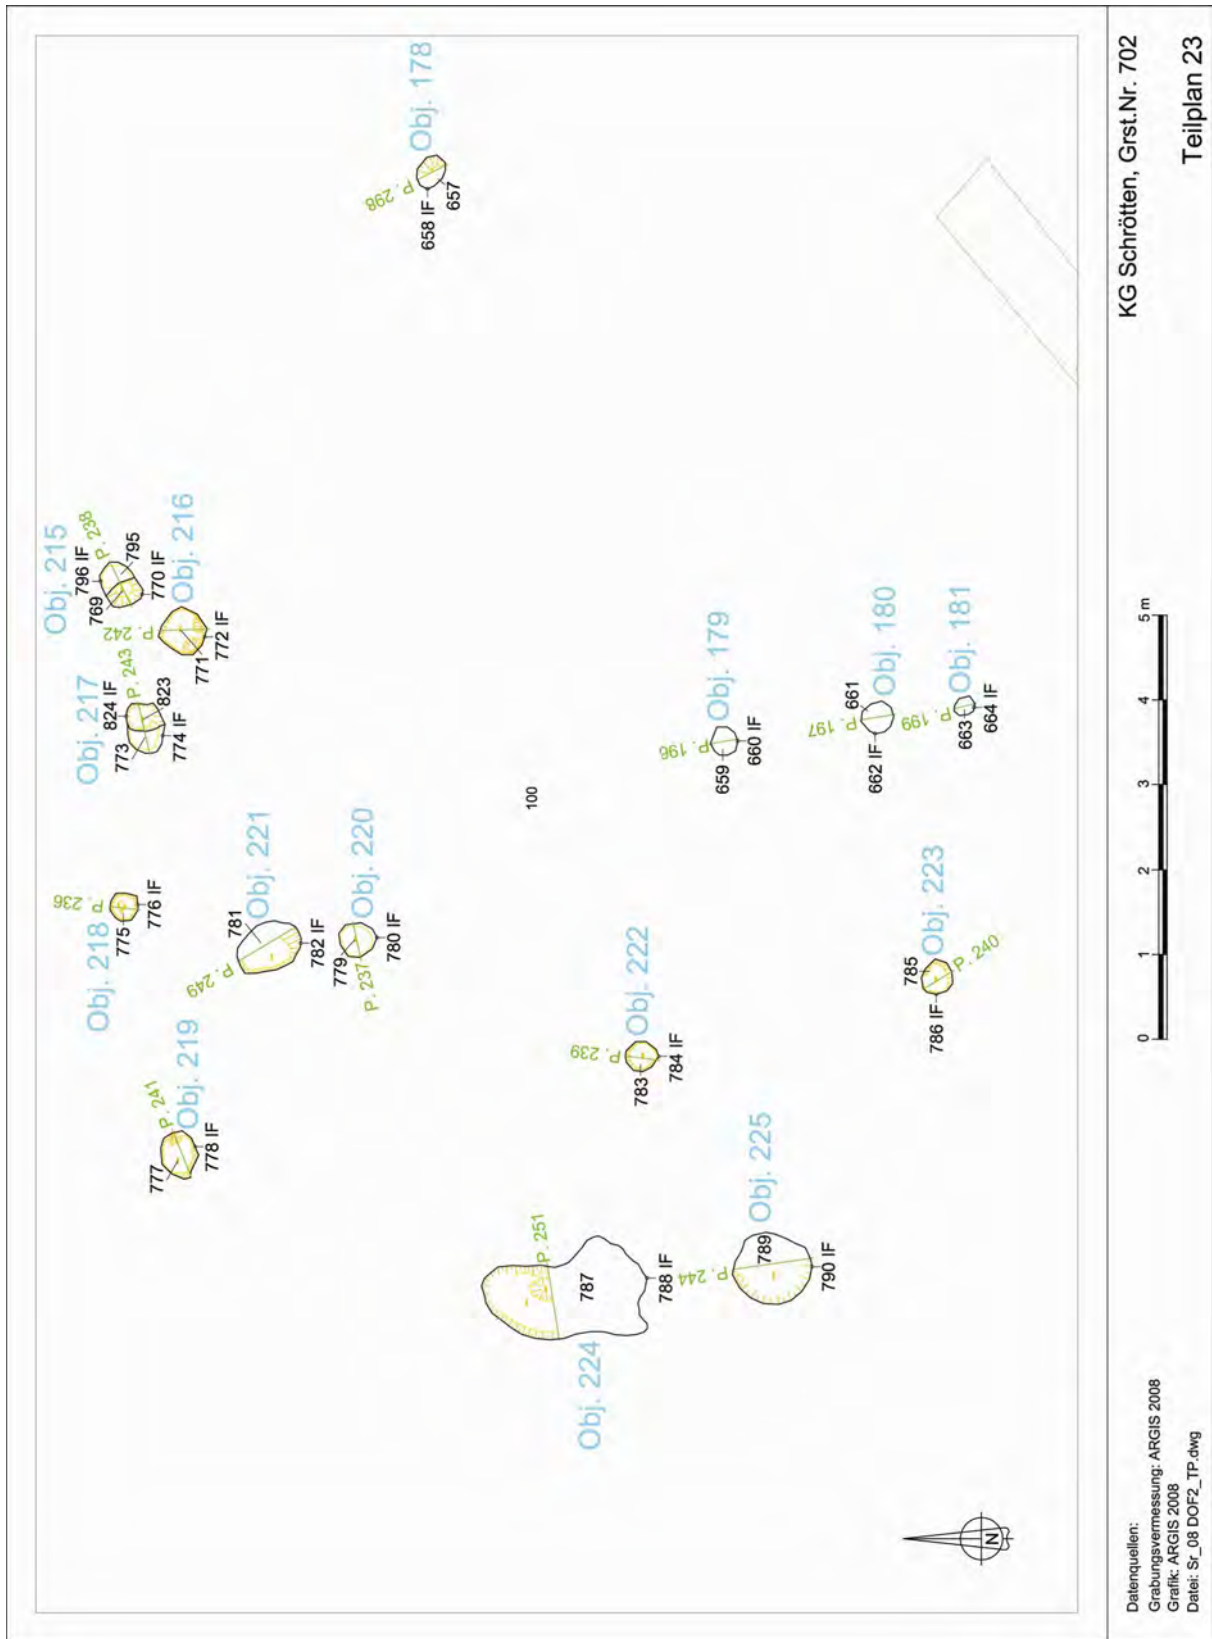 Obj. 215
796 IF
P. 238
769
795
770 IF
Obj. 216
P. 242
771
772 IF
Obj. 217
824 IF
P. 243
773
823
774 IF
Obj. 218
P. 236
775
776 IF
Obj. 219
P. 241
777
778 IF
Obj. 221
781
P. 249
782 IF
Obj. 220
779
P. 237
780 IF
Obj. 178
P. 298
658 IF
657
100
Obj. 224
P. 251
787
788 IF
Obj. 222
P. 239
783
784 IF
Obj. 225
P. 244
789
790 IF
Obj. 179
P. 196
659
660 IF
Obj. 180
P. 197
661
662 IF
Obj. 181
P. 199
663
664 IF
Obj. 223
785
P. 240
786 IF
N
Datenquellen:
Grabungsvermessung: ARGIS 2008
Grafik: ARGIS 2008
Datei: Sr_08 DOF2_TP.dwg
0 1 2 3 4 5 m
KG Schrötten, Grst.Nr. 702
Teilplan 23